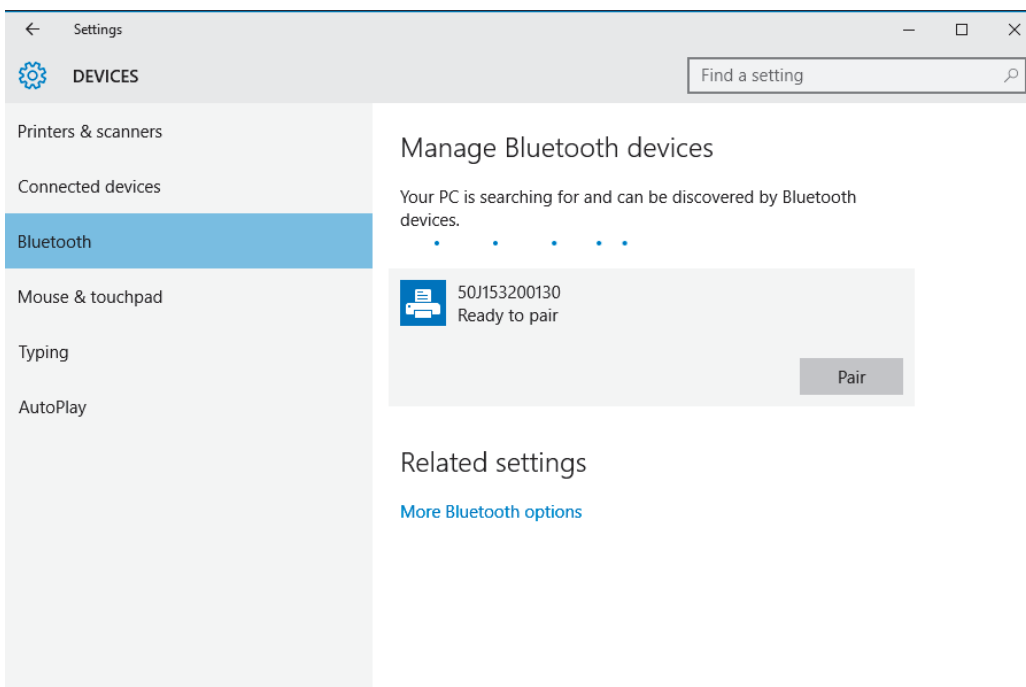 Settings
DEVICES
Find a setting
Printers & scanners
Connected devices
Bluetooth
Mouse & touchpad
Typing
AutoPlay
Manage Bluetooth devices
Your PC is searching for and can be discovered by Bluetooth
devices.
50J153200130
Ready to pair
Pair
Related settings
More Bluetooth options